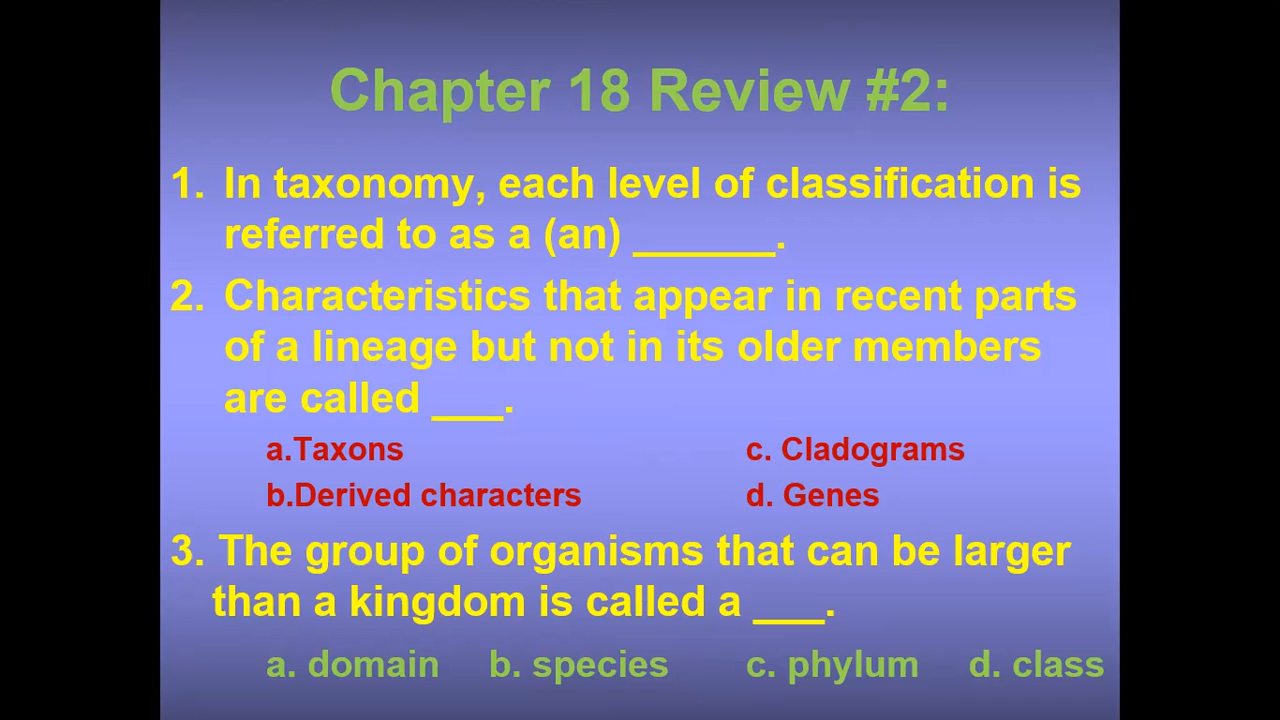 Chapter 18 Review #2:
1. In taxonomy, each level of classification is
referred to as a (an) ______.
2. Characteristics that appear in recent parts
of a lineage but not in its older members
are called ___.
a.Taxons c. Cladograms
b.Derived characters d. Genes
3. The group of organisms that can be larger
than a kingdom is called a ___.
a. domain b. species c. phylum d. class